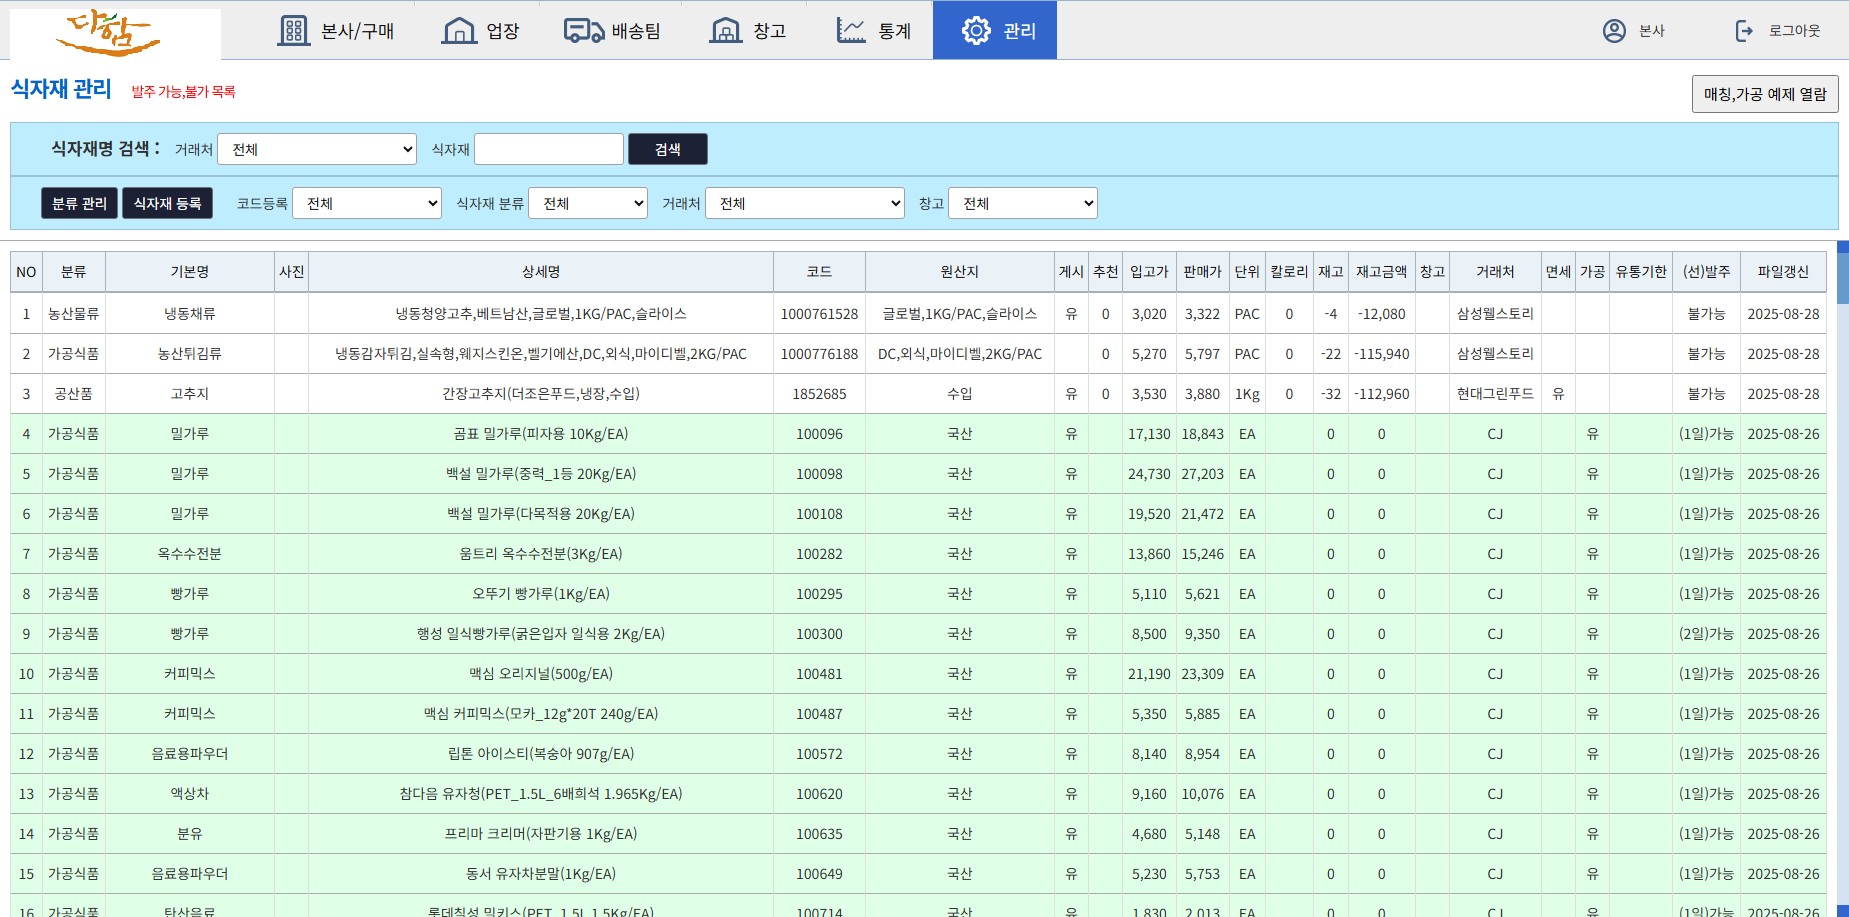 다함
본사/구매 업장 배송팀 창고 통계 관리 본사 로그아웃
식자재 관리 발주 가능,불가 목록 매칭,가공 예제 열람
식자재명 검색 : 거래처 전체 식자재 검색
분류 관리 식자재 등록 코드등록 전체 식자재 분류 전체 거래처 전체 창고 전체
NO 분류 기본명 사진 상세명 코드 원산지 게시 추천 입고가 판매가 단위 칼로리 재고 재고금액 창고 거래처 면세 가공 유통기한 (선)발주 파일갱신
1 농산물류 냉동채류 냉동청양고추,베트남산,글로벌,1KG/PAC,슬라이스 1000761528 글로벌,1KG/PAC,슬라이스 유 0 3,020 3,322 PAC 0 -4 -12,080 삼성웰스토리 불가능 2025-08-28
2 가공식품 농산튀김류 냉동감자튀김,실속형,웨지스킨온,벨기에산,DC,외식,마이디벨,2KG/PAC 1000776188 DC,외식,마이디벨,2KG/PAC 0 5,270 5,797 PAC 0 -22 -115,940 삼성웰스토리 불가능 2025-08-28
3 공산품 고추지 간장고추지(더조은푸드,냉장,수입) 1852685 수입 유 0 3,530 3,880 1Kg 0 -32 -112,960 현대그린푸드 유 불가능 2025-08-28
4 가공식품 밀가루 곰표 밀가루(피자용 10Kg/EA) 100096 국산 유 17,130 18,843 EA 0 0 CJ 유 (1일)가능 2025-08-26
5 가공식품 밀가루 백설 밀가루(중력_1등 20Kg/EA) 100098 국산 유 24,730 27,203 EA 0 0 CJ 유 (1일)가능 2025-08-26
6 가공식품 밀가루 백설 밀가루(다목적용 20Kg/EA) 100108 국산 유 19,520 21,472 EA 0 0 CJ 유 (1일)가능 2025-08-26
7 가공식품 옥수수전분 움트리 옥수수전분(3Kg/EA) 100282 국산 유 13,860 15,246 EA 0 0 CJ 유 (1일)가능 2025-08-26
8 가공식품 빵가루 오뚜기 빵가루(1Kg/EA) 100295 국산 유 5,110 5,621 EA 0 0 CJ 유 (1일)가능 2025-08-26
9 가공식품 빵가루 행성 일식빵가루(굵은입자 일식용 2Kg/EA) 100300 국산 유 8,500 9,350 EA 0 0 CJ 유 (2일)가능 2025-08-26
10 가공식품 커피믹스 맥심 오리지널(500g/EA) 100481 국산 유 21,190 23,309 EA 0 0 CJ 유 (1일)가능 2025-08-26
11 가공식품 커피믹스 맥심 커피믹스(모카_12g*20T 240g/EA) 100487 국산 유 5,350 5,885 EA 0 0 CJ 유 (1일)가능 2025-08-26
12 가공식품 음료용파우더 립톤 아이스티(복숭아 907g/EA) 100572 국산 유 8,140 8,954 EA 0 0 CJ 유 (1일)가능 2025-08-26
13 가공식품 액상차 참다음 유자청(PET_1.5L_6배희석 1.965Kg/EA) 100620 국산 유 9,160 10,076 EA 0 0 CJ 유 (1일)가능 2025-08-26
14 가공식품 분유 프리마 크리머(자판기용 1Kg/EA) 100635 국산 유 4,680 5,148 EA 0 0 CJ 유 (1일)가능 2025-08-26
15 가공식품 음료용파우더 동서 유자차분말(1Kg/EA) 100649 국산 유 5,230 5,753 EA 0 0 CJ 유 (1일)가능 2025-08-26
16 가공식품 탄산음료 롯데칠성 밀키스(PET_1.5L 1.5Kg/EA) 100714 국산 유 1,830 2,013 EA 0 0 CJ 유 (1일)가능 2025-08-26